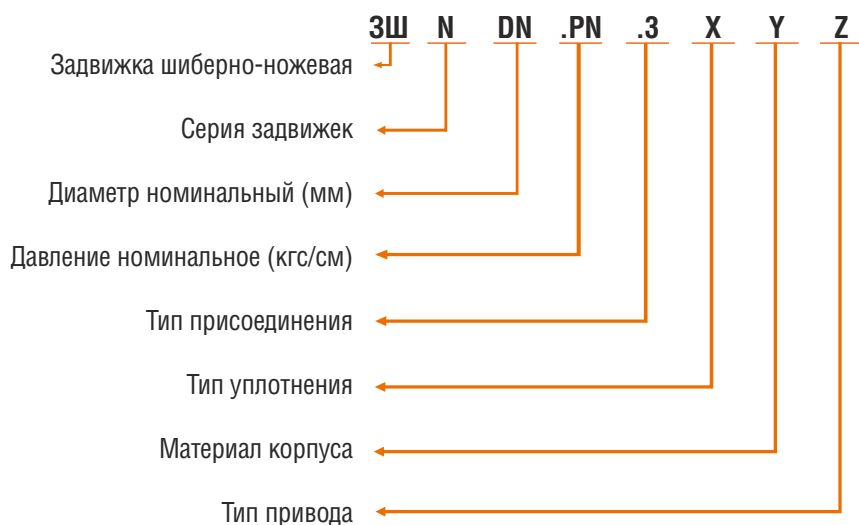 ЗШ N DN .PN .3 X Y Z
Задвижка шиберно-ножевая
Серия задвижек
Диаметр номинальный (мм)
Давление номинальное (кгс/см)
Тип присоединения
Тип уплотнения
Материал корпуса
Тип привода